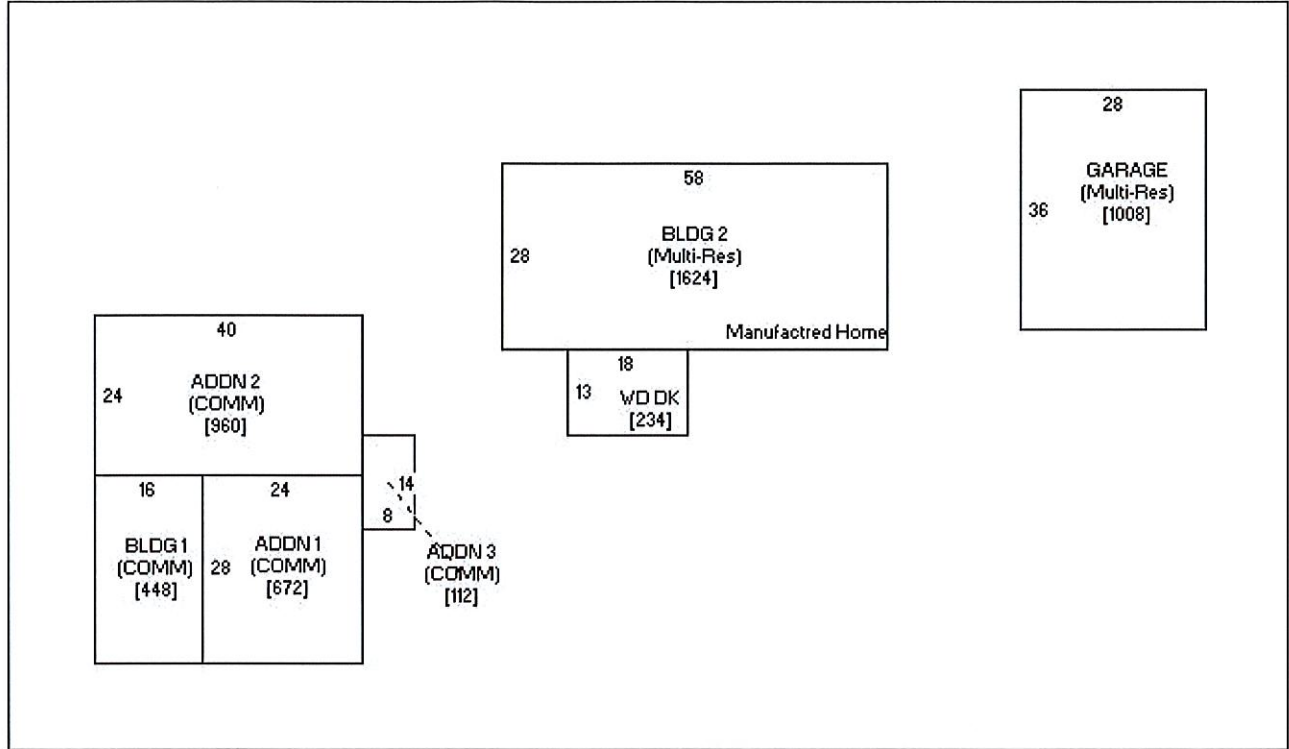 28
GARAGE
(Multi-Res)
[1008]
36
58
BLDG 2
(Multi-Res)
[1624]
28
Manufactred Home
18
13
WD DK
[234]
40
24
ADDN 2
(COMM)
[960]
16
24
14
8
BLDG 1
(COMM)
[448]
28
ADDN 1
(COMM)
[672]
ADDN 3
(COMM)
[112]